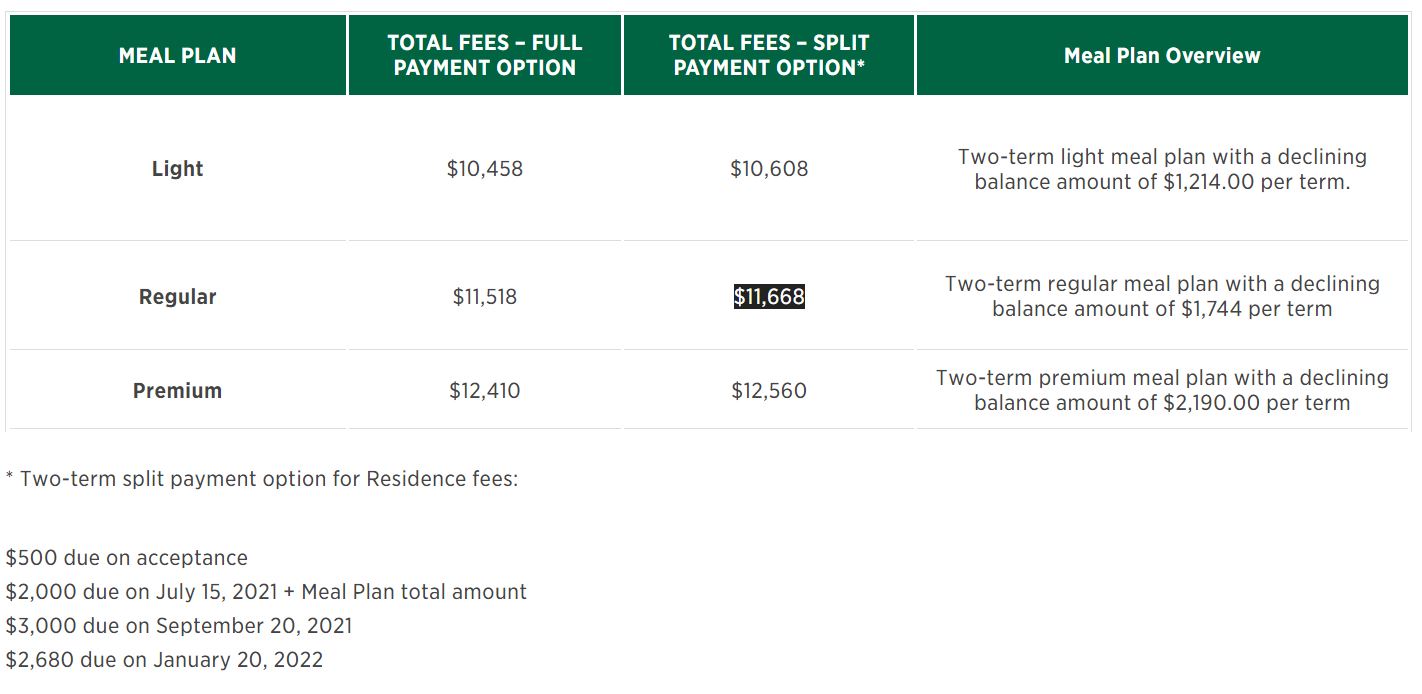 MEAL PLAN
TOTAL FEES – FULL
PAYMENT OPTION
TOTAL FEES – SPLIT
PAYMENT OPTION*
Meal Plan Overview
Light
$10,458
$10,608
Two-term light meal plan with a declining
balance amount of $1,214.00 per term.
Regular
$11,518
$11,668
Two-term regular meal plan with a declining
balance amount of $1,744 per term
Premium
$12,410
$12,560
Two-term premium meal plan with a declining
balance amount of $2,190.00 per term
* Two-term split payment option for Residence fees:
$500 due on acceptance
$2,000 due on July 15, 2021 + Meal Plan total amount
$3,000 due on September 20, 2021
$2,680 due on January 20, 2022